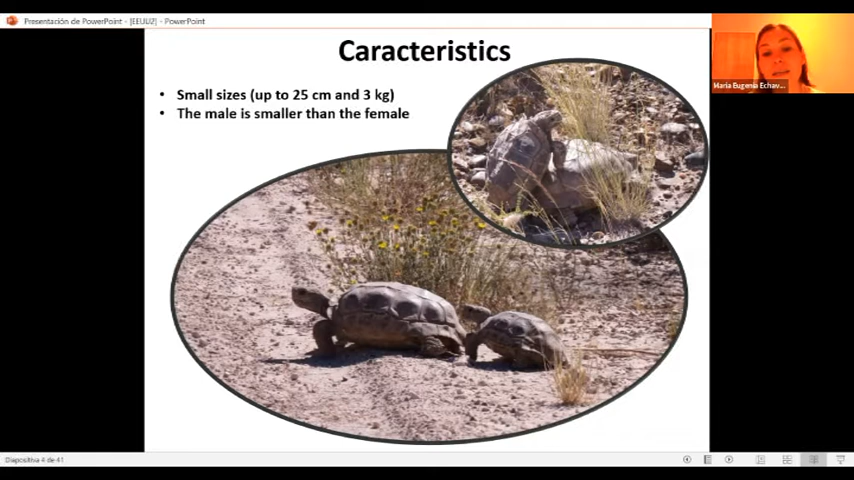 Presentación de PowerPoint - [EEUU2] - PowerPoint
Caracteristics
• Small sizes (up to 25 cm and 3 kg)
• The male is smaller than the female
Maria Eugenia Echav...
Diapositiva 4 de 41